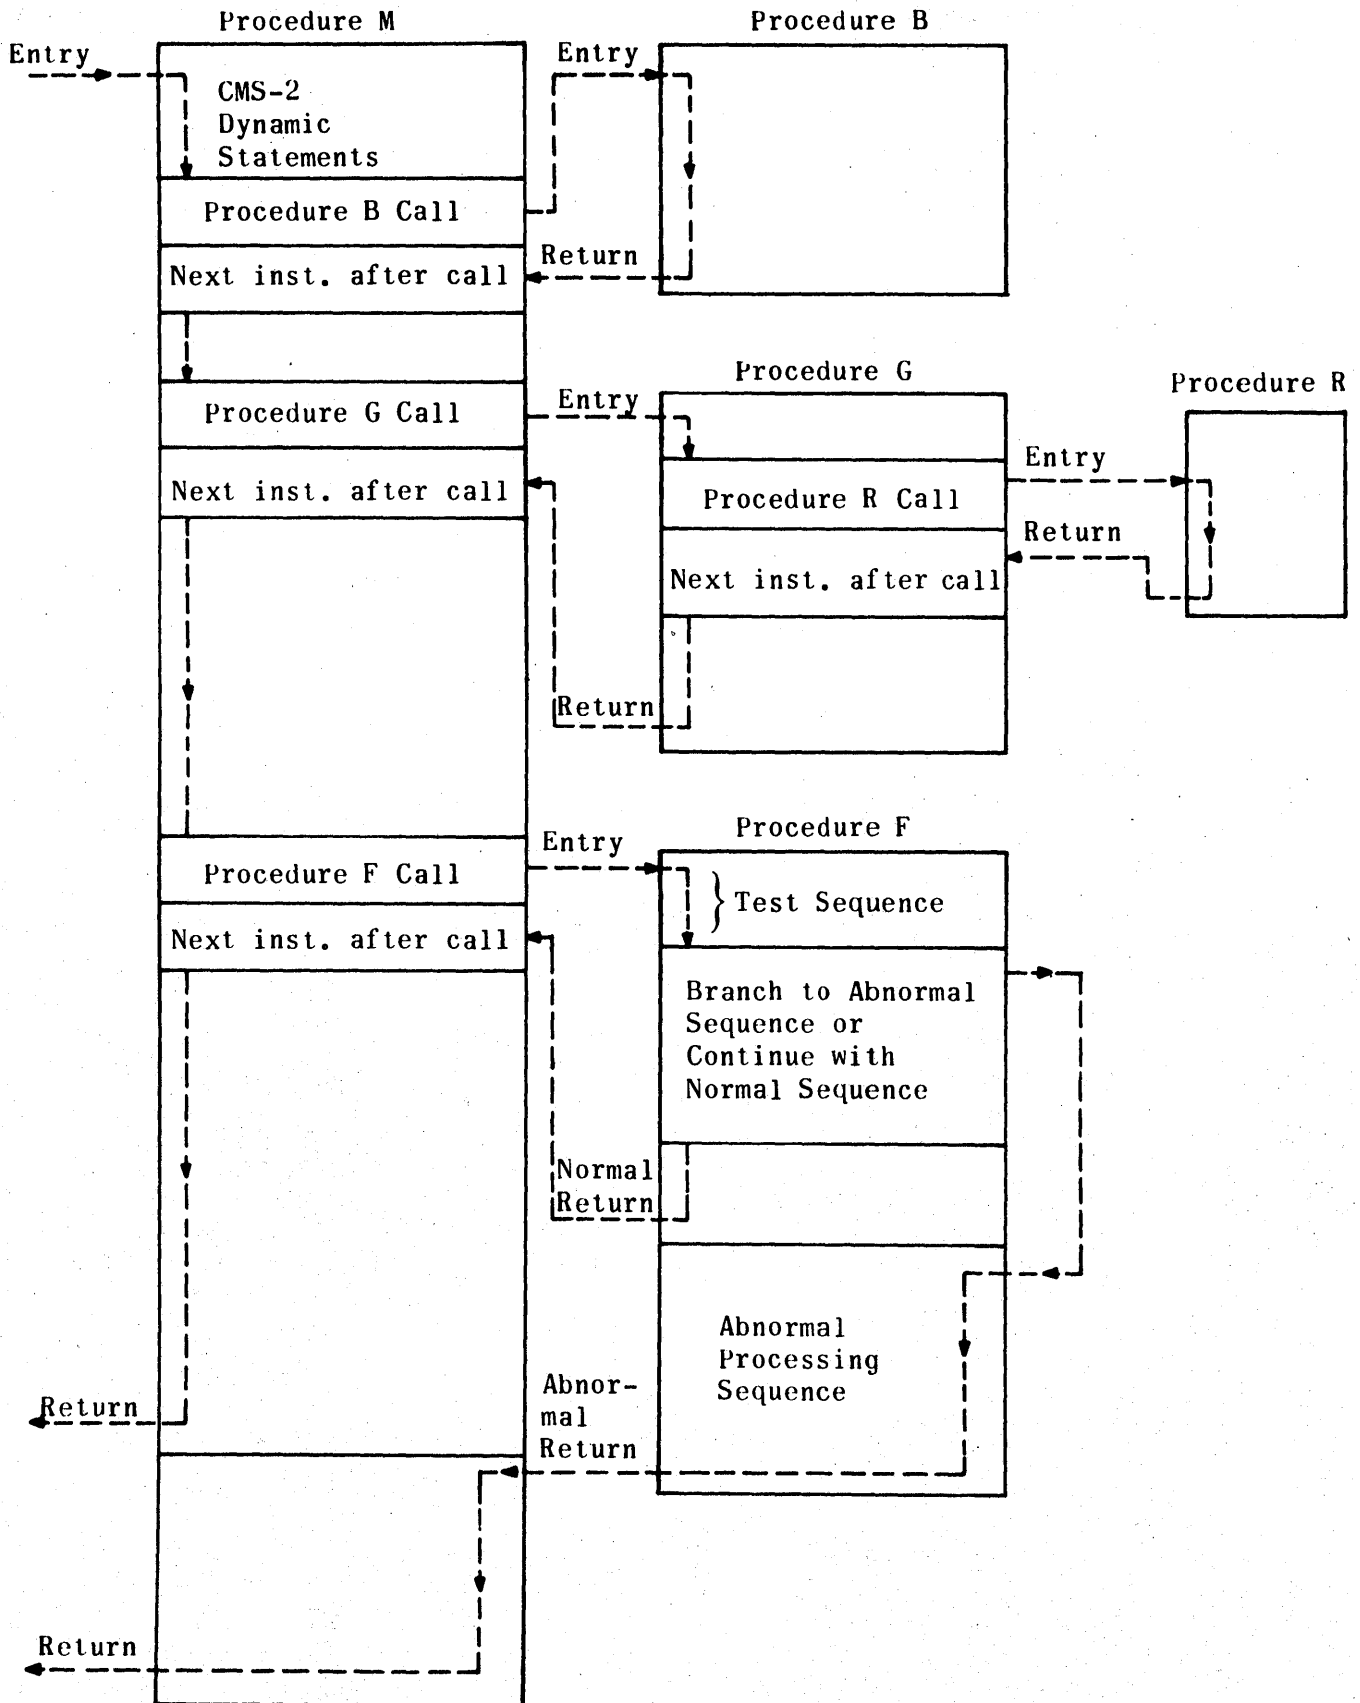 Procedure M
Procedure B
Entry
Entry
CMS-2
Dynamic
Statements
Procedure B Call
Return
Next inst. after call
Procedure G
Procedure R
Procedure G Call
Entry
Entry
Next inst. after call
Procedure R Call
Return
Next inst. after call
Return
Procedure F
Entry
Procedure F Call
Test Sequence
Next inst. after call
Branch to Abnormal
Sequence or
Continue with
Normal Sequence
Normal
Return
Abnormal
Processing
Sequence
Abnor-
mal
Return
Return
Return